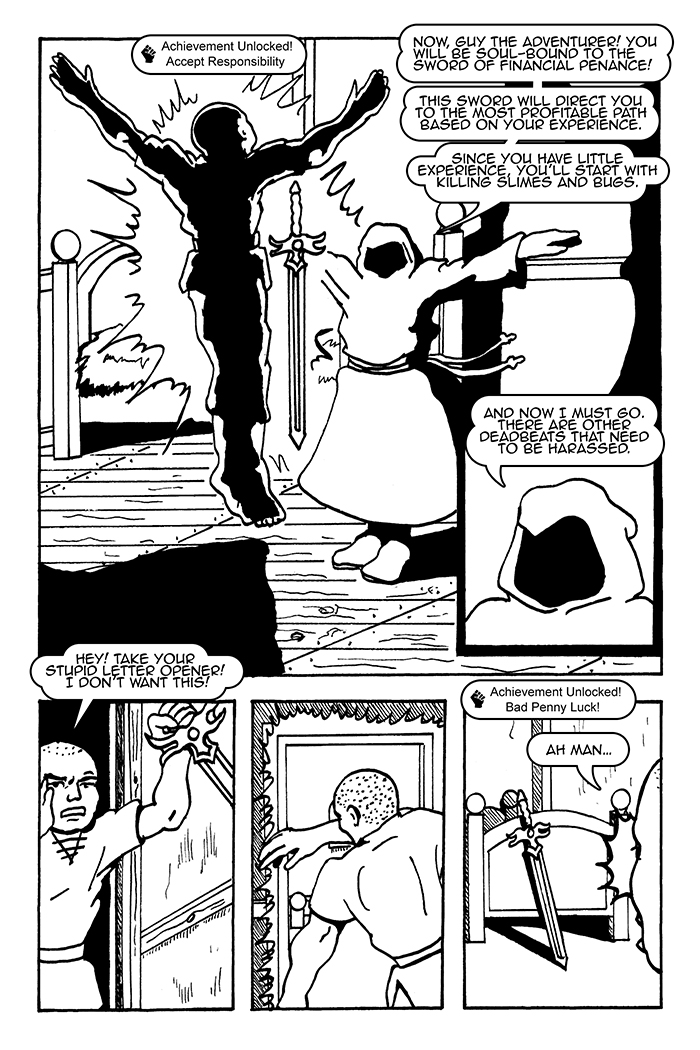 Achievement Unlocked!
Accept Responsibility
NOW, GUY THE ADVENTURER! YOU
WILL BE SOUL-BOUND TO THE
SWORD OF FINANCIAL PENANCE!
THIS SWORD WILL DIRECT YOU
TO THE MOST PROFITABLE PATH
BASED ON YOUR EXPERIENCE.
SINCE YOU HAVE LITTLE
EXPERIENCE, YOU'LL START WITH
KILLING SLIMES AND BUGS.
AND NOW I MUST GO.
THERE ARE OTHER
DEADBEATS THAT NEED
TO BE HARASSED.
HEY! TAKE YOUR
STUPID LETTER OPENER!
I DON'T WANT THIS!
Achievement Unlocked!
Bad Penny Luck!
AH MAN...